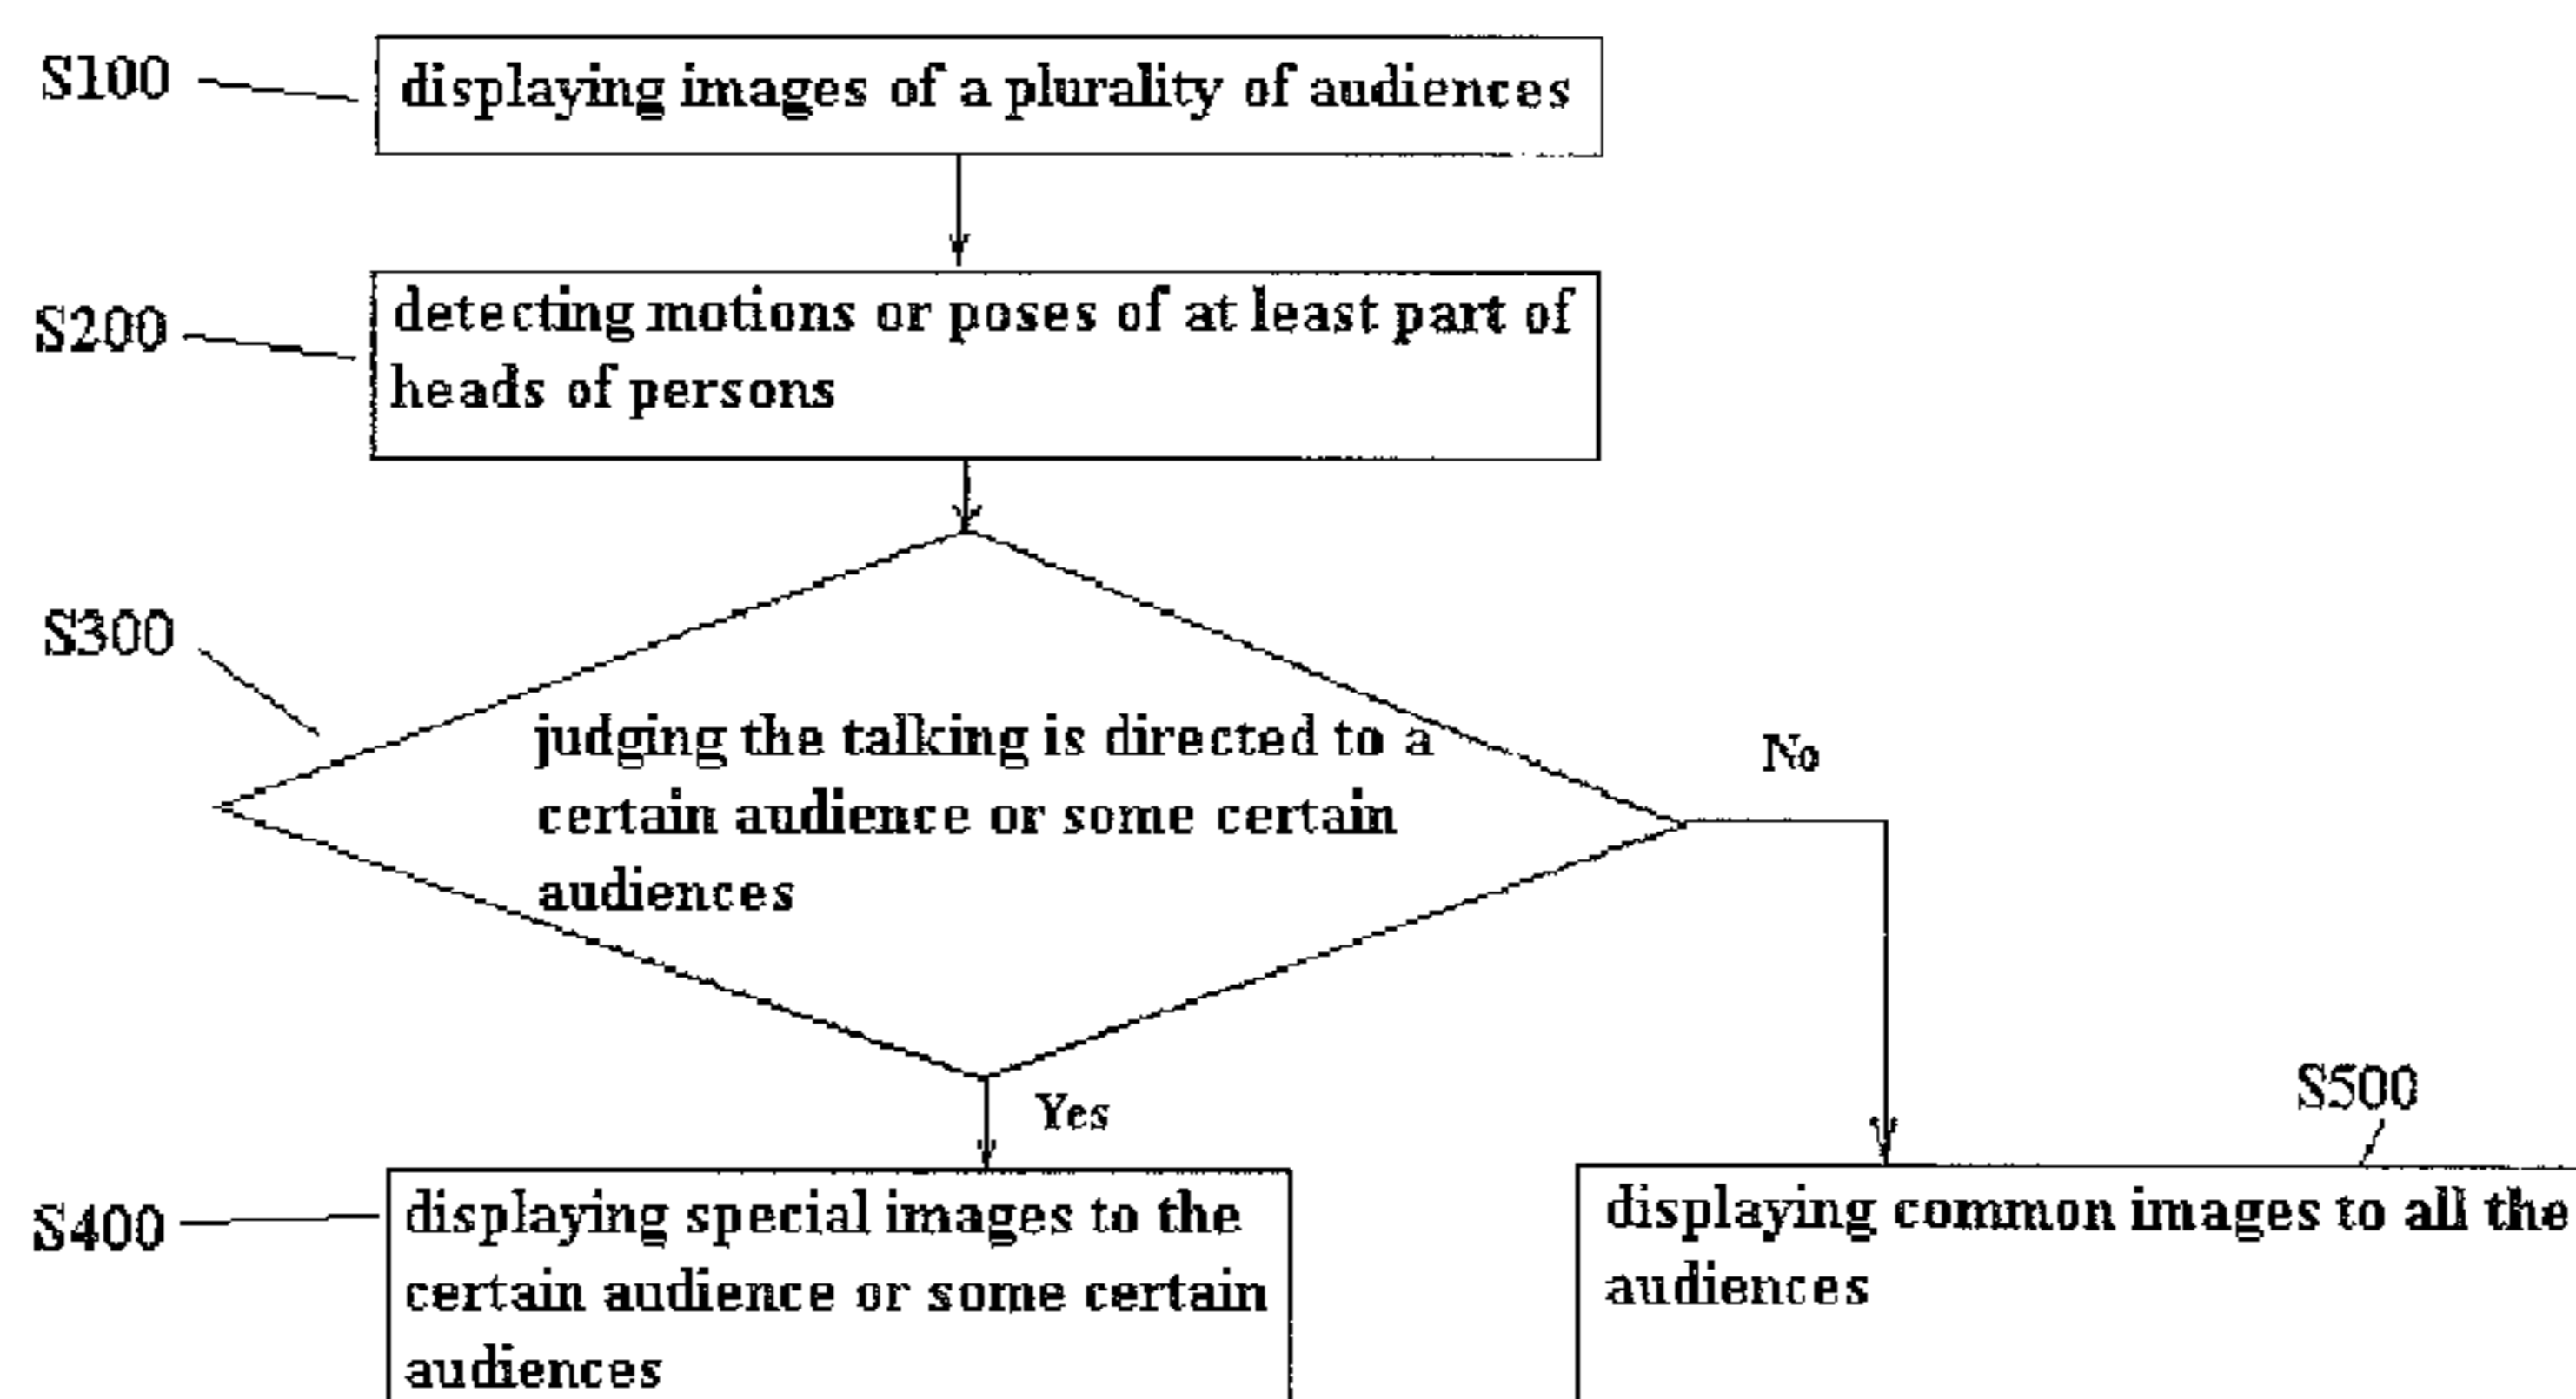 S100
displaying images of a plurality of audiences
S200
detecting motions or poses of at least part of
heads of persons
S300
judging the talking is directed to a
certain audience or some certain
audiences
No
Yes
S400
displaying special images to the
certain audience or some certain
audiences
S500
displaying common images to all the
audiences